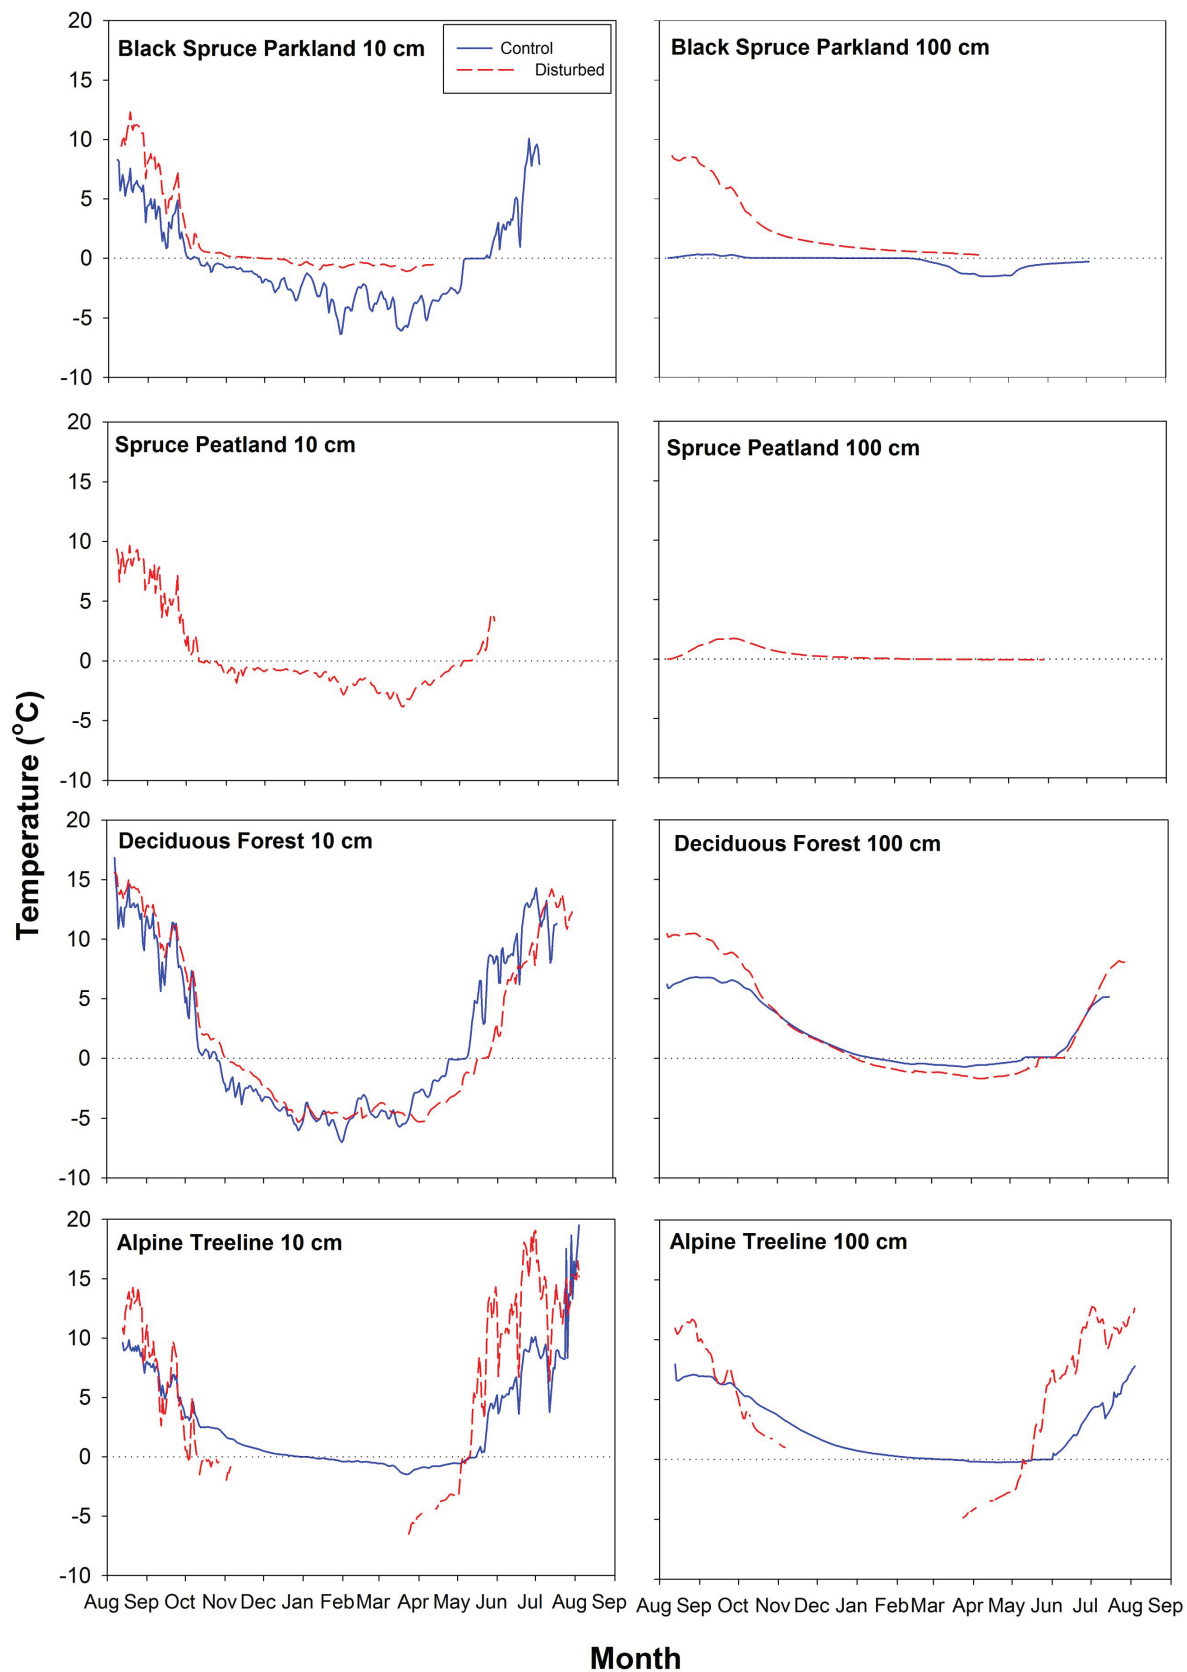 Black Spruce Parkland 10 cm
Control
Disturbed
20
15
10
5
0
-5
-10
Black Spruce Parkland 100 cm
Spruce Peatland 10 cm
20
15
10
5
0
-5
-10
Spruce Peatland 100 cm
Temperature (°C)
Deciduous Forest 10 cm
20
15
10
5
0
-5
-10
Deciduous Forest 100 cm
Alpine Treeline 10 cm
20
15
10
5
0
-5
-10
Alpine Treeline 100 cm
Aug Sep Oct Nov Dec Jan Feb Mar Apr May Jun Jul Aug Sep
Aug Sep Oct Nov Dec Jan Feb Mar Apr May Jun Jul Aug Sep
Month